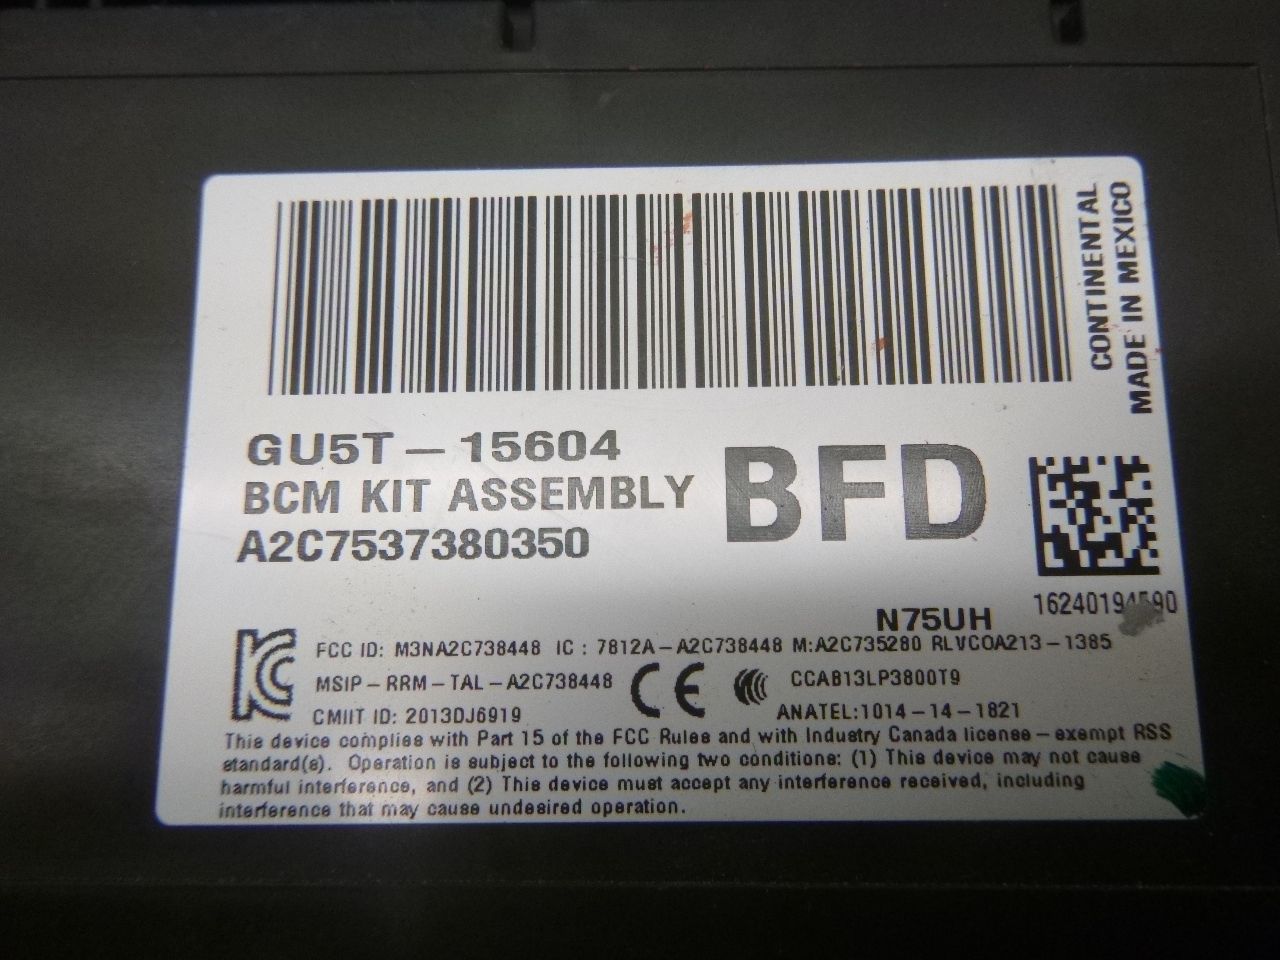 CONTINENTAL
MADE IN MEXICO
GU5T-15604
BCM KIT ASSEMBLY
BFD
A2C7537380350
N75UH
FCC ID: M3NA2C738448 IC: 7812A-A2C738448 M:A2C735280 RLVCOA213-1385
MSIP-RRM-TAL-A2C738448
CE
CCAB13LP3800T9
CMIIT ID: 2013DJ6919
ANATEL:1014-14-1821
This device complies with Part 15 of the FCC Rules and with Industry Canada license-exempt RSS
standard(s). Operation is subject to the following two conditions: (1) This device may not cause
harmful interference, and (2) This device must accept any interference received, including
interference that may cause undesired operation.